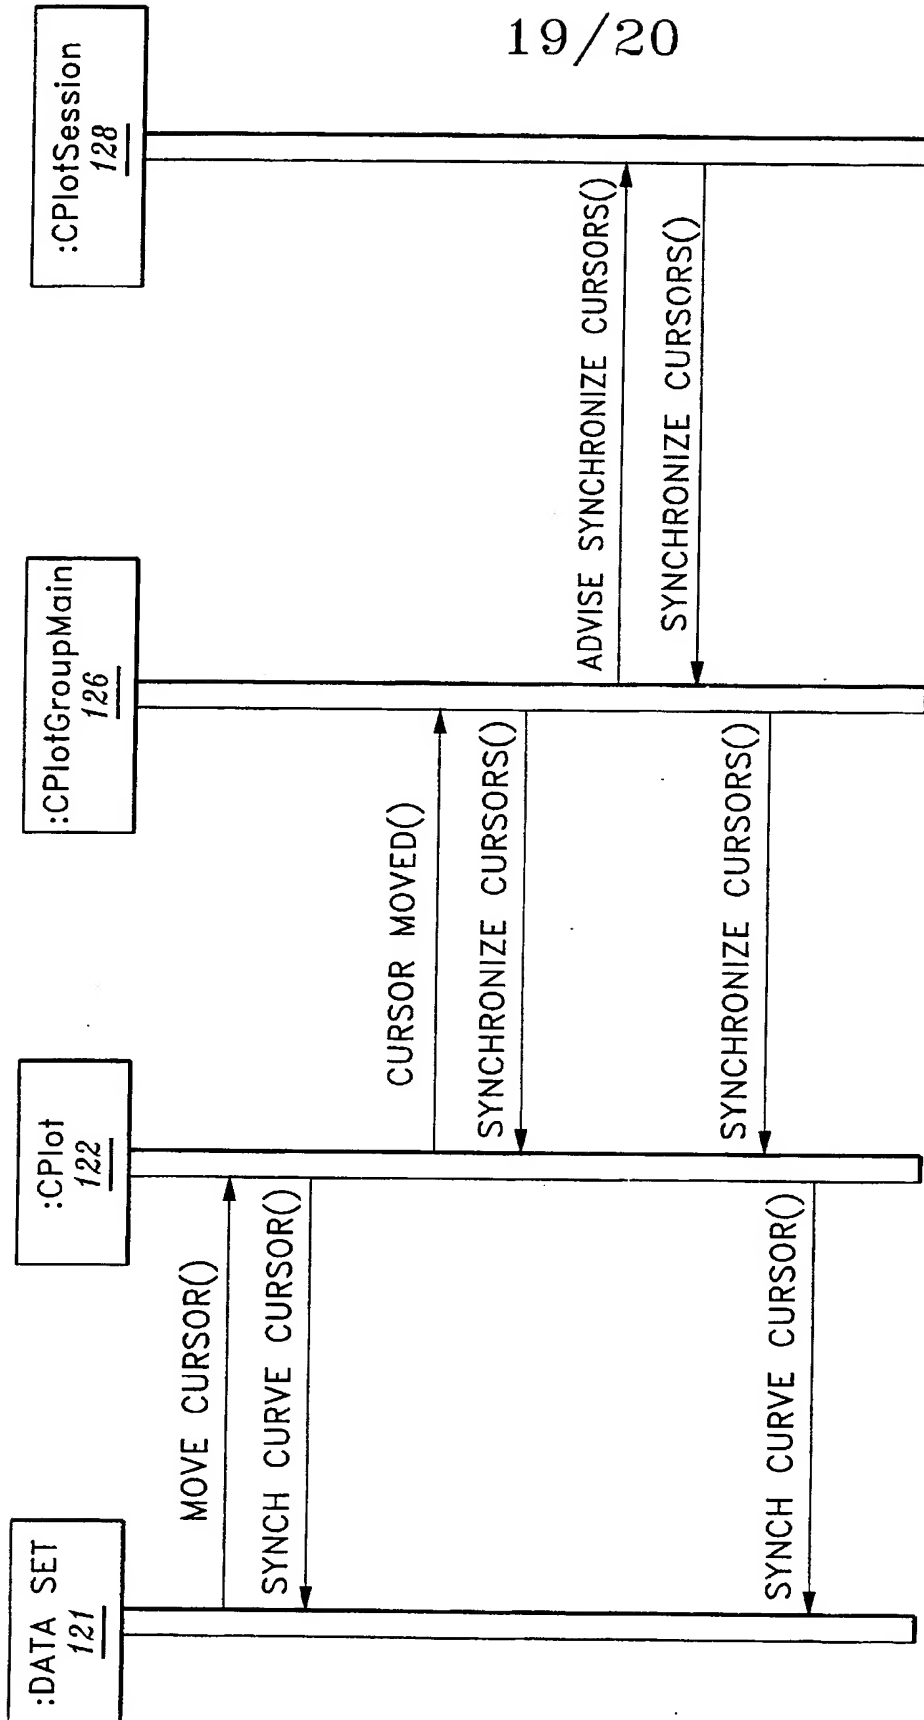 19/20
:DATA SET
121
:CPlot
122
:CPlotGroupMain
126
:CPlotSession
128
MOVE CURSOR()
SYNCH CURVE CURSOR()
CURSOR MOVED()
SYNCHRONIZE CURSORS()
ADVISE SYNCHRONIZE CURSORS()
SYNCHRONIZE CURSORS()
SYNCHRONIZE CURSORS()
SYNCH CURVE CURSOR()